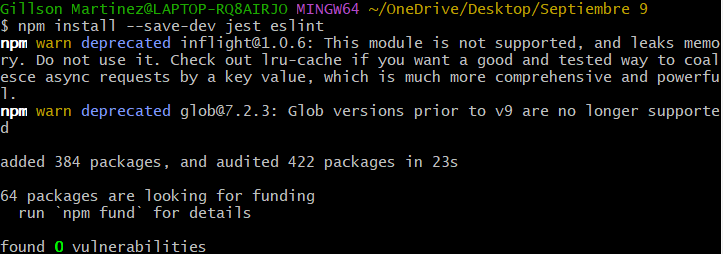 Gillson Martinez@LAPTOP-RQ8AIRJO MINGW64 ~/OneDrive/Desktop/Septiembre 9
$ npm install --save-dev jest eslint
npm warn deprecated inflight@1.0.6: This module is not supported, and leaks memo
ry. Do not use it. Check out lru-cache if you want a good and tested way to coal
esce async requests by a key value, which is much more comprehensive and powerfu
l.
npm warn deprecated glob@7.2.3: Glob versions prior to v9 are no longer supporte
d
added 384 packages, and audited 422 packages in 23s
64 packages are looking for funding
  run `npm fund` for details
found 0 vulnerabilities